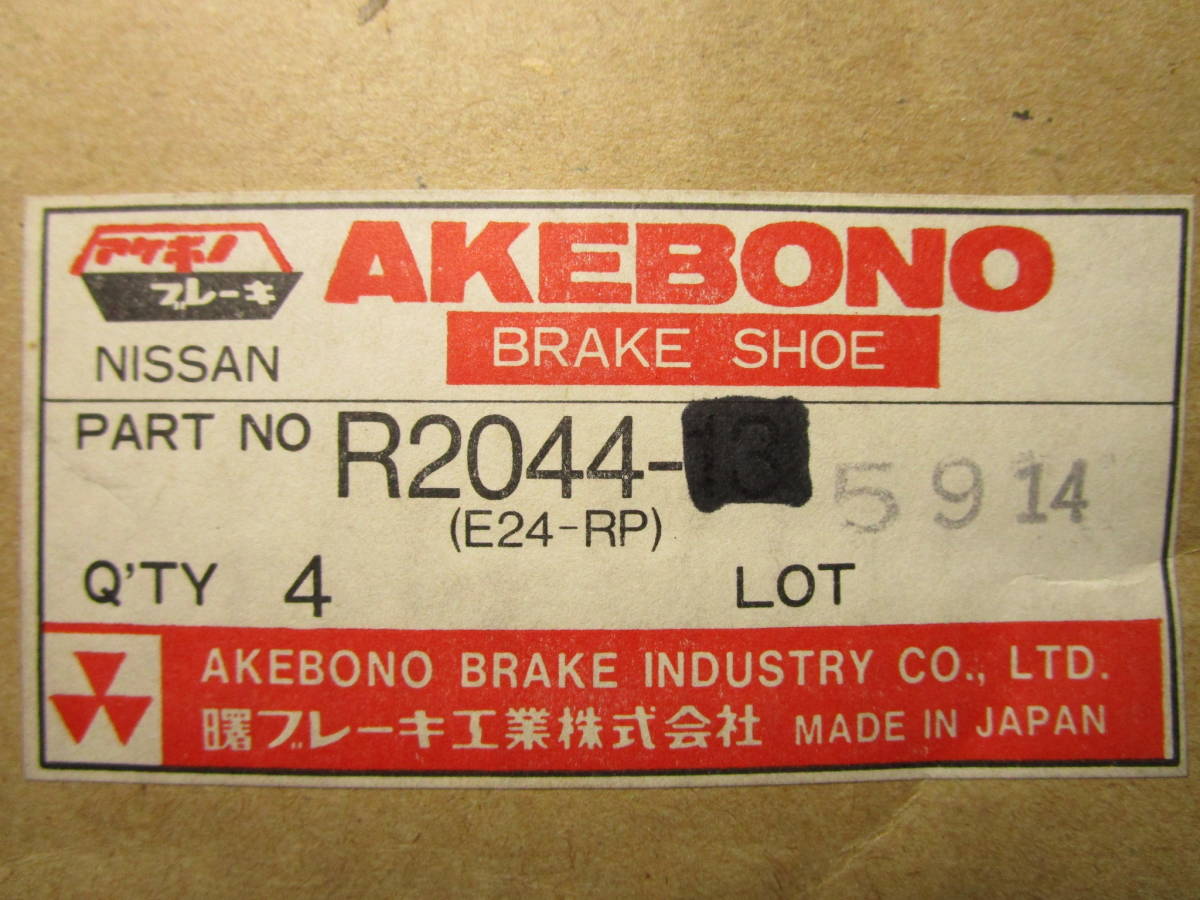 アケボノ
ブレーキ
AKEBONO
BRAKE SHOE
NISSAN
PART NO R2044-
59 14
(E24-RP)
Q'TY 4 LOT
AKEBONO BRAKE INDUSTRY CO., LTD.
曙ブレーキ工業株式会社 MADE IN JAPAN